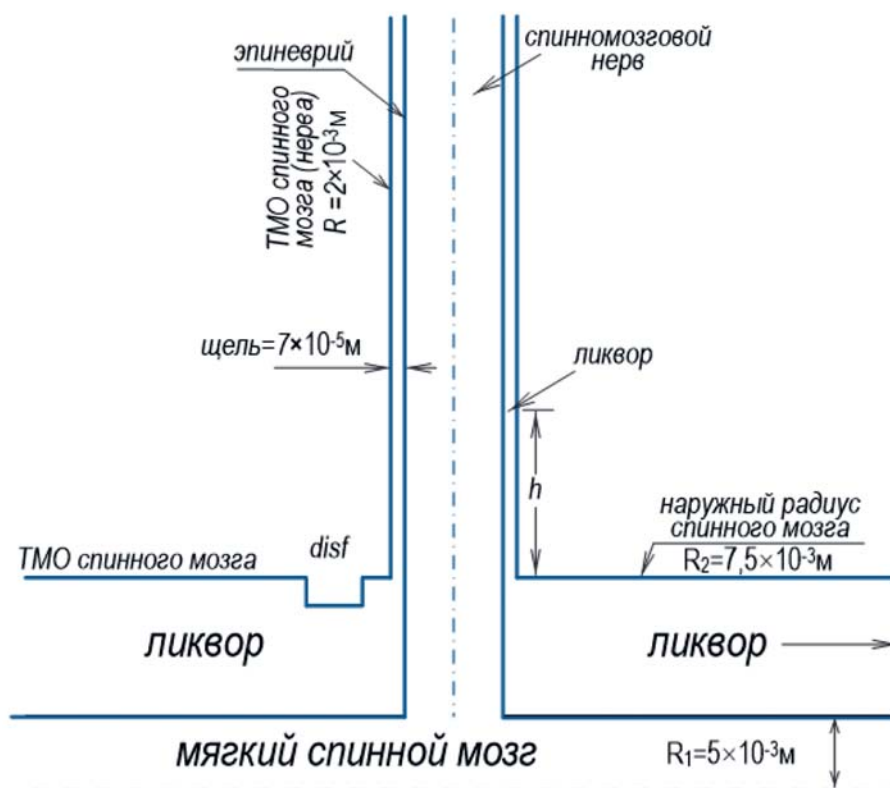 эпиневрий
спинномозговой
нерв
ТМО спинного
мозга (нерва)
R =2×10⁻³м
щель=7×10⁻⁵м
ликвор
h
наружный радиус
спинного мозга
R₂=7,5×10⁻³м
disf
ТМО спинного мозга
ликвор
ликвор
мягкий спинной мозг
R₁=5×10⁻³м